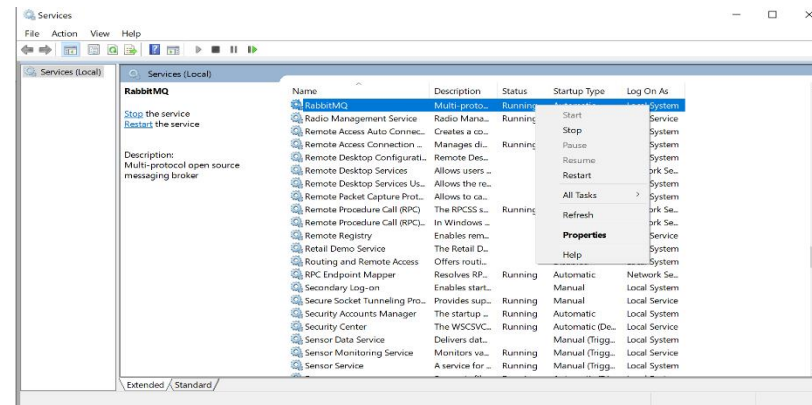 Services
File Action View Help
Services (Local)
Services (Local)
RabbitMQ
Stop the service
Restart the service
Description:
Multi-protocol open source
messaging broker
Name Description Status Startup Type Log On As
RabbitMQ Multi-proto... Running Automatic Local System
Radio Management Service Radio Mana... Running Service
Remote Access Auto Connec... Creates a co... System
Remote Access Connection ... Manages di... Running System
Remote Desktop Configurati... Remote Des... System
Remote Desktop Services Allows users ... ork Se...
Remote Desktop Services Us... Allows the re... System
Remote Packet Capture Prot... Allows to ca... System
Remote Procedure Call (RPC) The RPCSS s... Running ork Se...
Remote Procedure Call (RPC)... In Windows ... ork Se...
Remote Registry Enables rem... Service
Retail Demo Service The Retail D... System
Routing and Remote Access Offers routi... System
RPC Endpoint Mapper Resolves RP... Running Automatic Network Se...
Secondary Log-on Enables start... Manual Local System
Secure Socket Tunneling Pro... Provides sup... Running Manual Local Service
Security Accounts Manager The startup ... Running Automatic Local System
Security Center The WSCSVC... Running Automatic (De... Local Service
Sensor Data Service Delivers dat... Manual (Trigg... Local System
Sensor Monitoring Service Monitors va... Running Manual (Trigg... Local Service
Sensor Service A service for ... Running Manual (Trigg... Local System
Start
Stop
Pause
Resume
Restart
All Tasks
Refresh
Properties
Help
Extended Standard